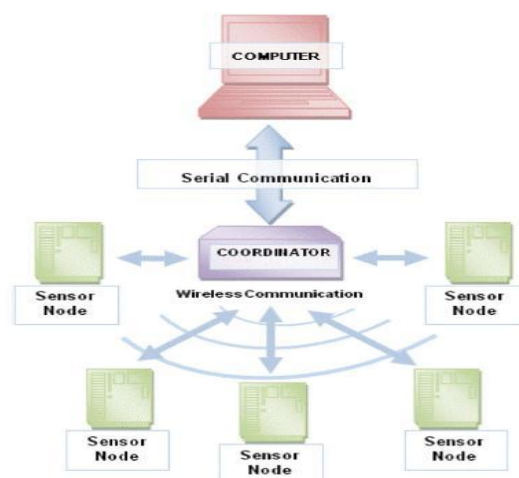 COMPUTER
Serial Communication
COORDINATOR
Wireless Communication
Sensor
Node
Sensor
Node
Sensor
Node
Sensor
Node
Sensor
Node